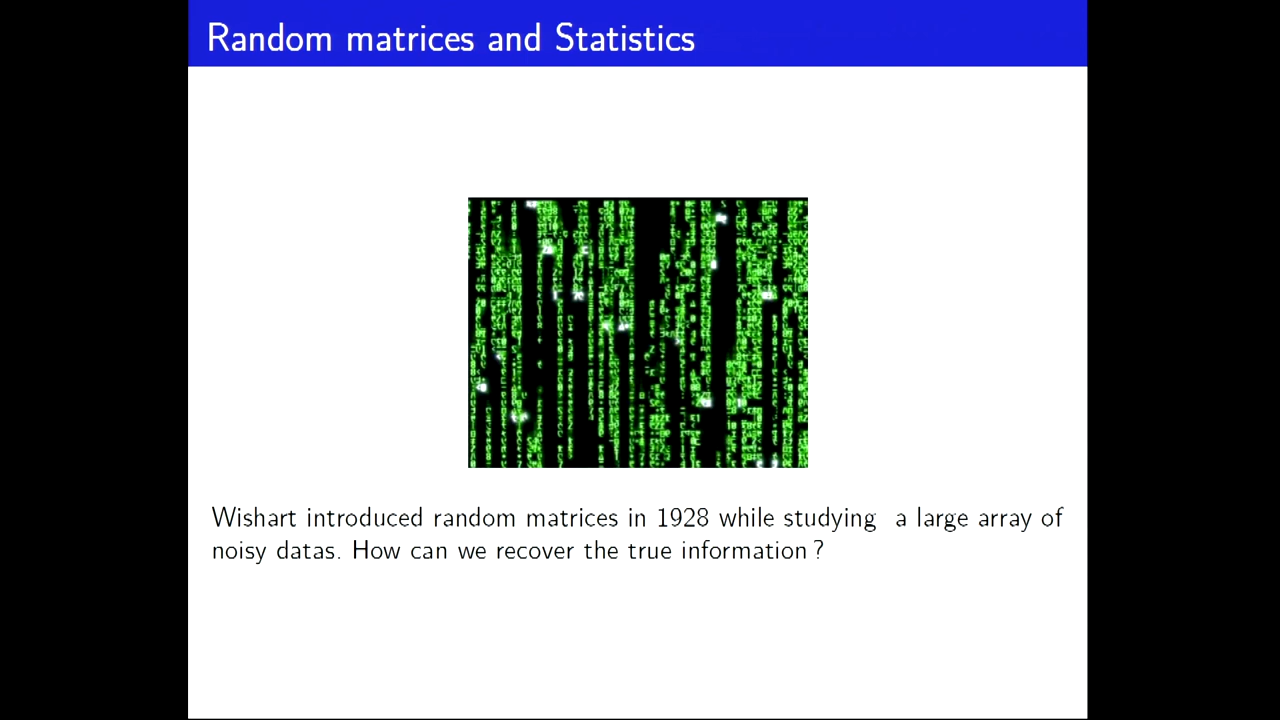 Random matrices and Statistics
Wishart introduced random matrices in 1928 while studying a large array of
noisy datas. How can we recover the true information ?